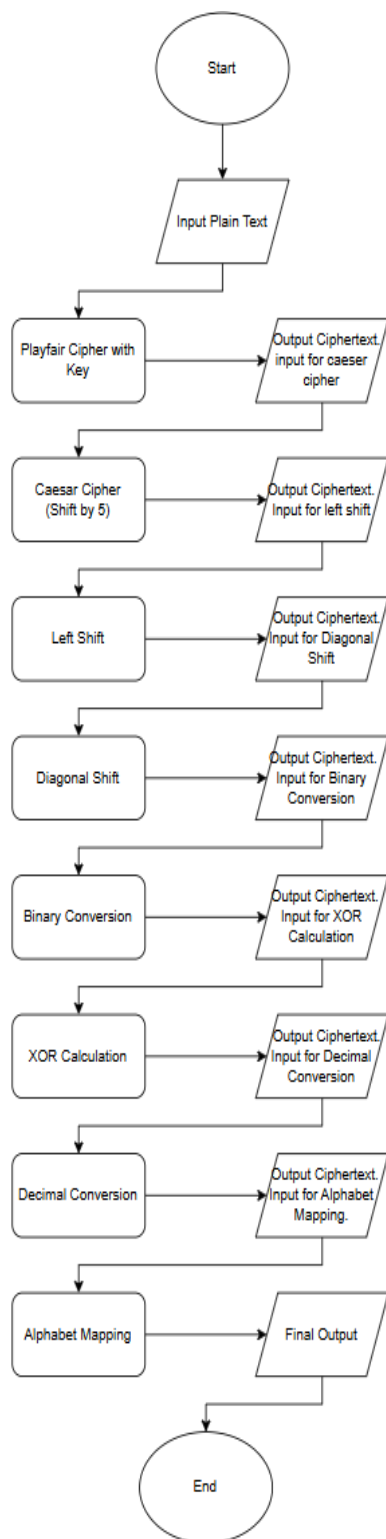 Start
Input Plain Text
Playfair Cipher with
Key
Output Ciphertext.
input for caeser
cipher
Caesar Cipher
(Shift by 5)
Output Ciphertext.
Input for left shift
Left Shift
Output Ciphertext.
Input for Diagonal
Shift
Diagonal Shift
Output Ciphertext.
Input for Binary
Conversion
Binary Conversion
Output Ciphertext.
Input for XOR
Calculation
XOR Calculation
Output Ciphertext.
Input for Decimal
Conversion
Decimal Conversion
Output Ciphertext.
Input for Alphabet
Mapping.
Alphabet Mapping
Final Output
End